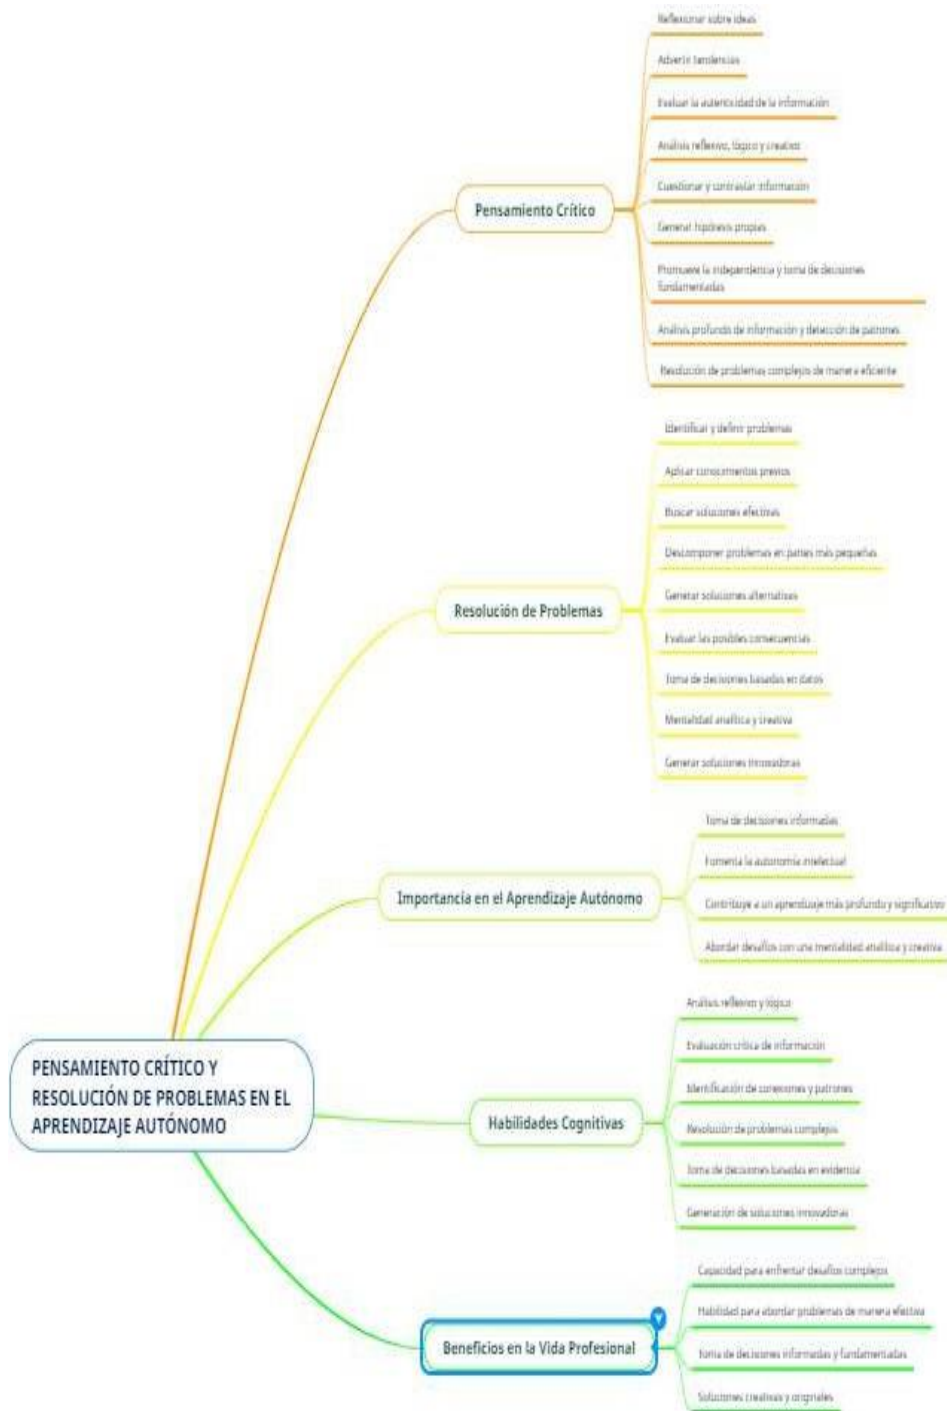 Reflexionar sobre ideas
Advertir tendencias
Evaluar la autenticidad de la información
Análisis reflexivo, lógico y creativo
Cuestionar y contrastar información
Generar hipótesis propias
Promueve la independencia y toma de decisiones
fundamentadas
Análisis profundo de información y detección de patrones
Resolución de problemas complejos de manera eficiente
Pensamiento Crítico
Identificar y definir problemas
Aplicar conocimientos previos
Buscar soluciones efectivas
Descomponer problemas en partes más pequeñas
Generar soluciones alternativas
Evaluar las posibles consecuencias
Toma de decisiones basadas en datos
Mentalidad analítica y creativa
Generar soluciones innovadoras
Resolución de Problemas
Toma de decisiones informadas
Fomenta la autonomía intelectual
Contribuye a un aprendizaje más profundo y significativo
Abordar desafíos con una mentalidad analítica y creativa
Importancia en el Aprendizaje Autónomo
Análisis reflexivo y lógico
Evaluación crítica de información
Identificación de conexiones y patrones
Resolución de problemas complejos
Toma de decisiones basadas en evidencia
Generación de soluciones innovadoras
Habilidades Cognitivas
PENSAMIENTO CRÍTICO Y
RESOLUCIÓN DE PROBLEMAS EN EL
APRENDIZAJE AUTÓNOMO
Capacidad para enfrentar desafíos complejos
Habilidad para abordar problemas de manera efectiva
Toma de decisiones informadas y fundamentadas
Soluciones creativas y originales
Beneficios en la Vida Profesional